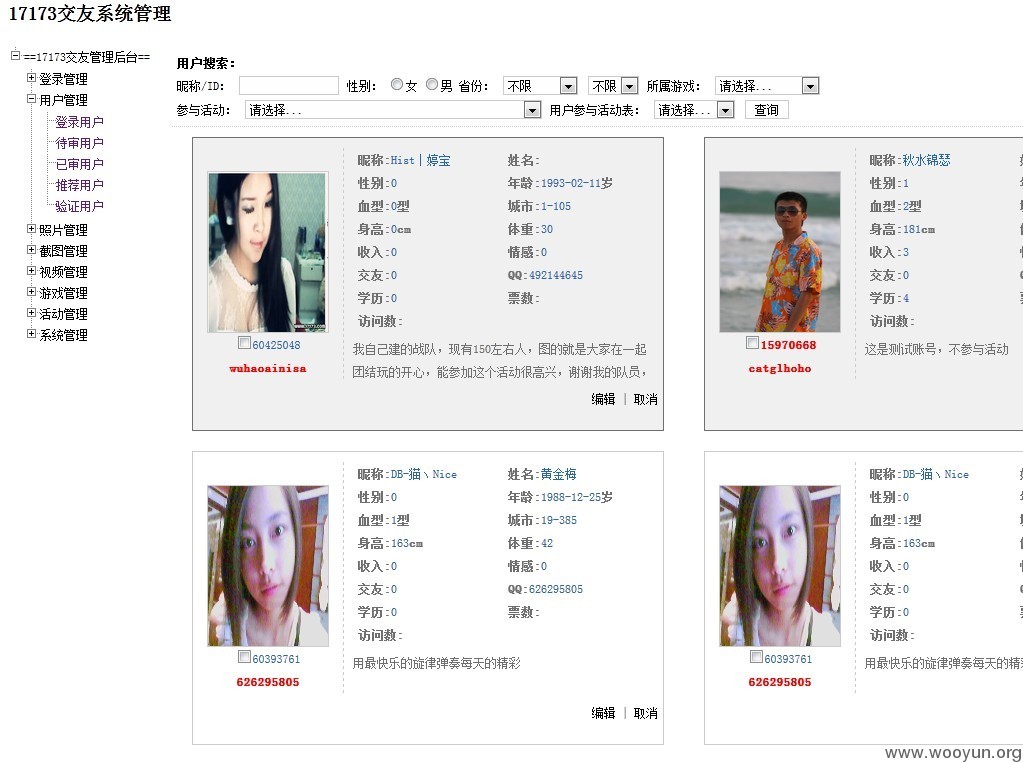 17173交友系统管理
==17173交友管理后台==
登录管理
用户管理
登录用户
待审用户
已审用户
推荐用户
验证用户
照片管理
截图管理
视频管理
游戏管理
活动管理
系统管理
用户搜索：
昵称/ID： 性别： 女 男 省份： 不限 不限 所属游戏： 请选择...
参与活动： 请选择... 用户参与活动表： 请选择... 查询
昵称:Hist｜婷宝 姓名:
性别:0 年龄:1993-02-11岁
血型:0型 城市:1-105
身高:0cm 体重:30
收入:0 情感:0
交友:0 QQ:492144645
学历:0 票数:
访问数:
60425048
wuhaoainisa
我自己建的战队，现有150左右人，图的就是大家在一起
团结玩的开心，能参加这个活动很高兴，谢谢我的队员，
编辑 | 取消
昵称:秋水锦瑟
性别:1
血型:2型
身高:181cm
收入:3
交友:0
学历:4
访问数:
15970668
catglhoho
这是测试账号，不参与活动
昵称:DB-猫ヽNice 姓名:黄金梅
性别:0 年龄:1988-12-25岁
血型:1型 城市:19-385
身高:163cm 体重:42
收入:0 情感:0
交友:0 QQ:626295805
学历:0 票数:
访问数:
60393761
626295805
用最快乐的旋律弹奏每天的精彩
编辑 | 取消
昵称:DB-猫ヽNice
性别:0
血型:1型
身高:163cm
收入:0
交友:0
学历:0
访问数:
60393761
626295805
用最快乐的旋律弹奏每天的精
www.wooyun.org